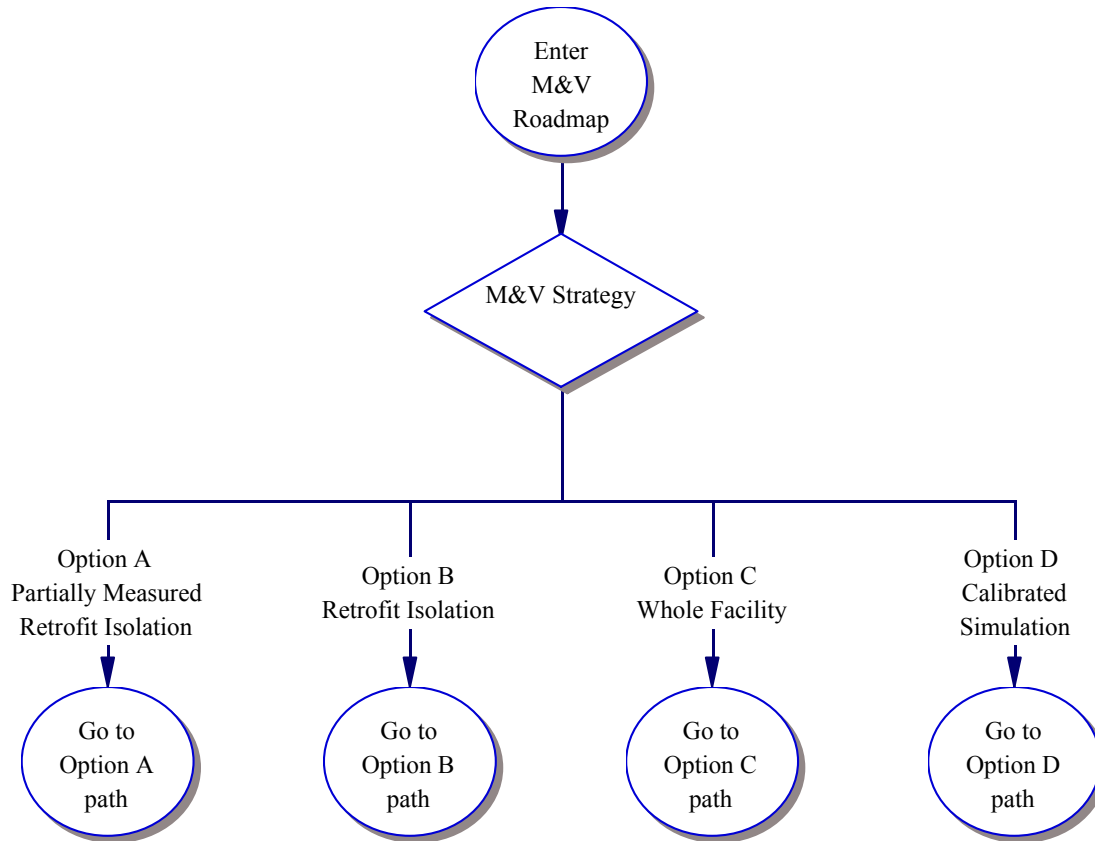 Enter
M&V
Roadmap
M&V Strategy
Option A
Partially Measured
Retrofit Isolation
Option B
Retrofit Isolation
Option C
Whole Facility
Option D
Calibrated
Simulation
Go to
Option A
path
Go to
Option B
path
Go to
Option C
path
Go to
Option D
path